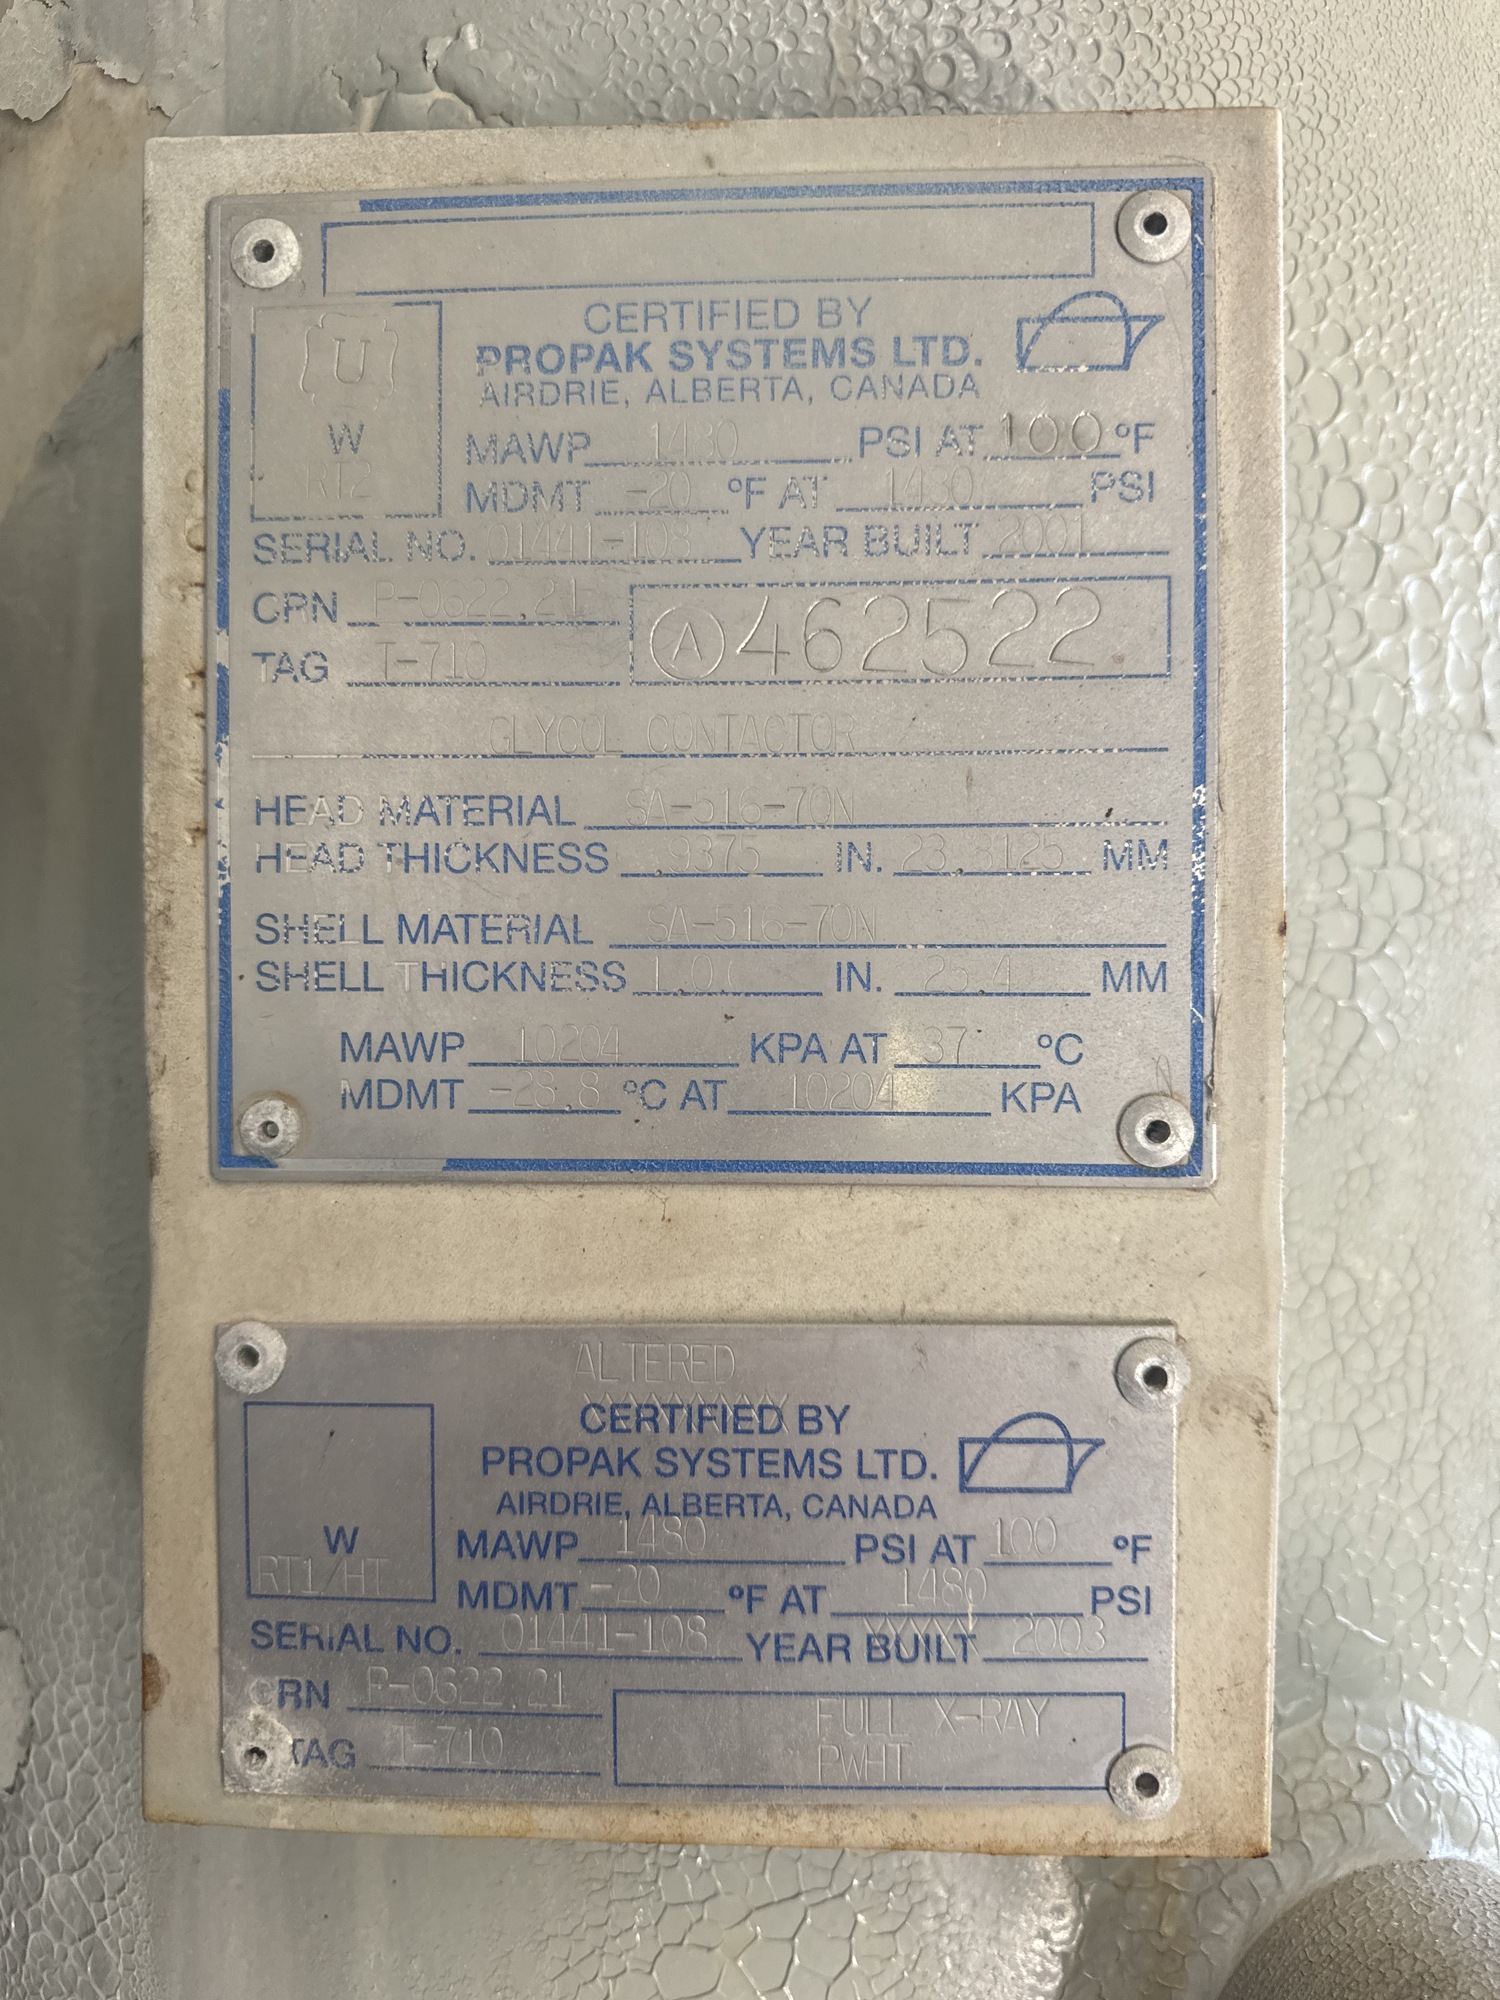 CERTIFIED BY
PROPAK SYSTEMS LTD.
AIRDRIE, ALBERTA, CANADA
U
W
RT2
MAWP 1480 PSI AT 100 °F
MDMT -20 °F AT 1480 PSI
SERIAL NO. 01441-108 YEAR BUILT 2001
CRN P-0622.21
A 462522
TAG T-710
GLYCOL CONTACTOR
HEAD MATERIAL SA-516-70N
HEAD THICKNESS .9375 IN. 23.8125 MM
SHELL MATERIAL SA-516-70N
SHELL THICKNESS 1.0 IN. 25.4 MM
MAWP 10204 KPA AT 37 °C
MDMT -28.8 °C AT 10204 KPA
ALTERED
CERTIFIED BY
PROPAK SYSTEMS LTD.
AIRDRIE, ALBERTA, CANADA
W
RT1/HT
MAWP 1480 PSI AT 100 °F
MDMT -20 °F AT 1480 PSI
SERIAL NO. 01441-108 YEAR BUILT 2003
CRN P-0622.21
TAG T-710
FULL X-RAY
PWHT